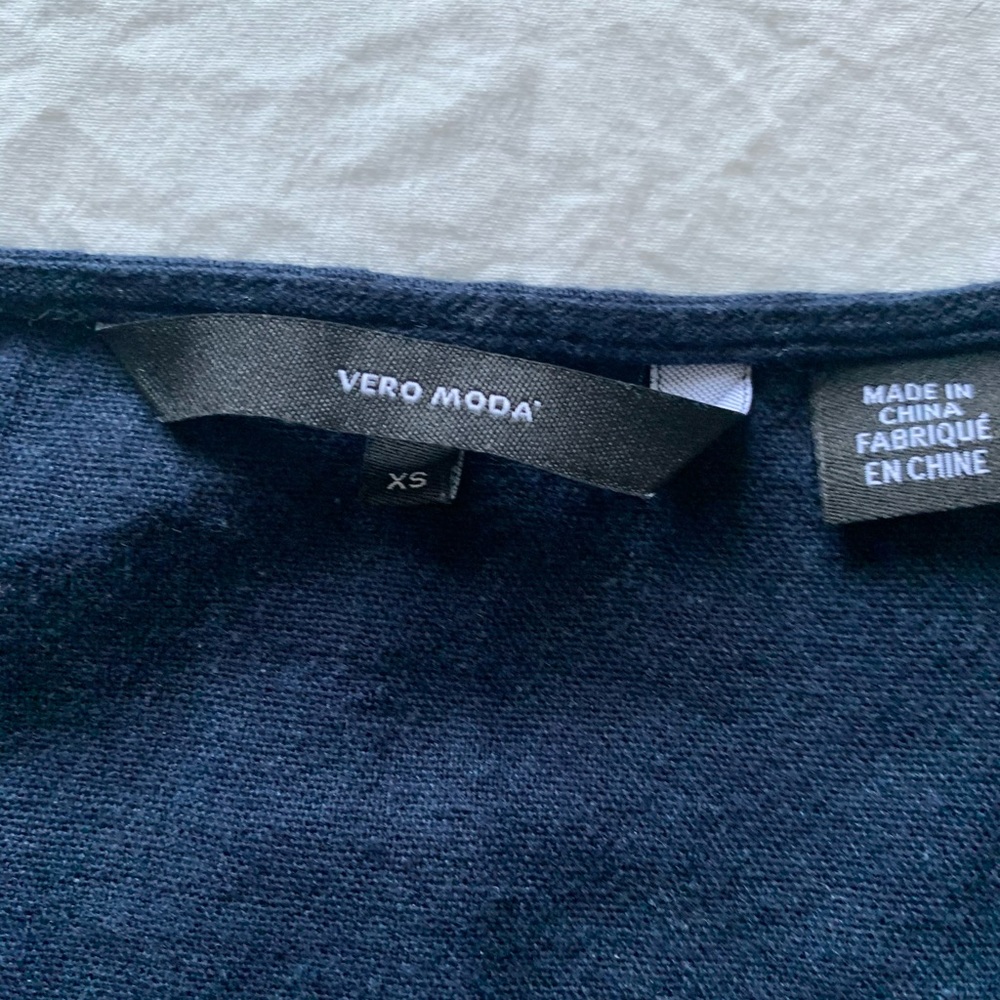 VERO MODA
XS
MADE IN
CHINA
FABRIQUÉ
EN CHINE